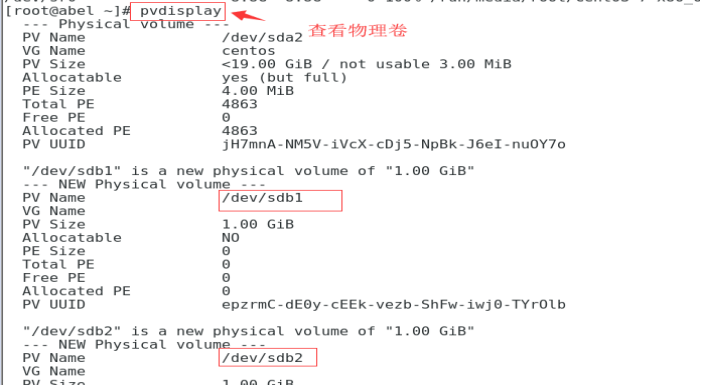 [root@abel ~]# pvdisplay
--- Physical volume ---
查看物理卷
PV Name /dev/sda2
VG Name centos
PV Size <19.00 GiB / not usable 3.00 MiB
Allocatable yes (but full)
PE Size 4.00 MiB
Total PE 4863
Free PE 0
Allocated PE 4863
PV UUID jH7mnA-NM5V-iVcX-cDj5-NpBk-J6eI-nuOY7o
"/dev/sdb1" is a new physical volume of "1.00 GiB"
--- NEW Physical volume ---
PV Name /dev/sdb1
VG Name
PV Size 1.00 GiB
Allocatable NO
PE Size 0
Total PE 0
Free PE 0
Allocated PE 0
PV UUID epzrmC-dE0y-cEEk-vezb-ShFw-iwj0-TYrOlb
"/dev/sdb2" is a new physical volume of "1.00 GiB"
--- NEW Physical volume ---
PV Name /dev/sdb2
PV Size 1.00 GiB